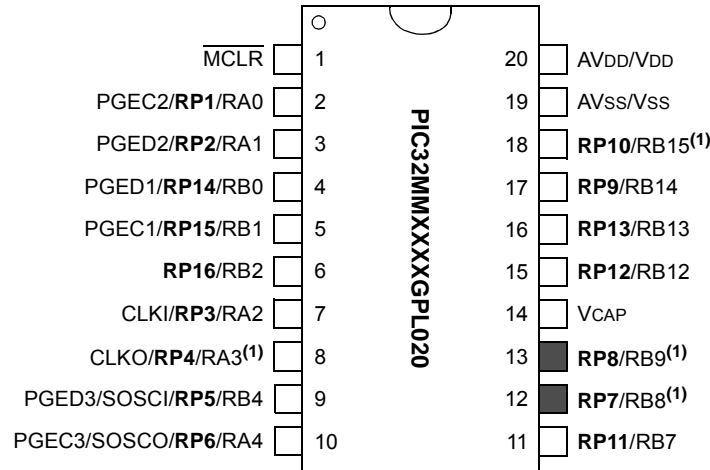 MCLR 1 20 AVDD/VDD
PGEC2/RP1/RA0 2 19 AVSS/VSS
PGED2/RP2/RA1 3 18 RP10/RB15(1)
PGED1/RP14/RB0 4 17 RP9/RB14
PGEC1/RP15/RB1 5 16 RP13/RB13
RP16/RB2 6 15 RP12/RB12
CLKI/RP3/RA2 7 14 VCAP
CLKO/RP4/RA3(1) 8 13 RP8/RB9(1)
PGED3/SOSCI/RP5/RB4 9 12 RP7/RB8(1)
PGEC3/SOSCO/RP6/RA4 10 11 RP11/RB7
PIC32MMXXXXGPL020